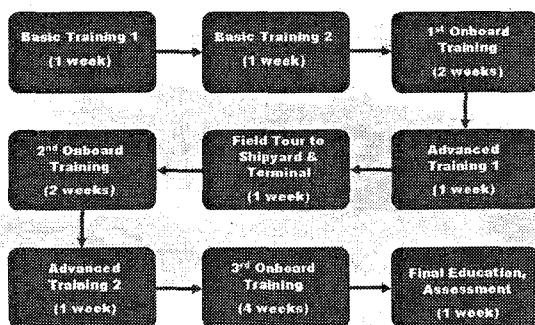 Basic Training 1
(1 week)
Basic Training 2
(1 week)
1st Onboard
Training
(2 weeks)
Advanced
Training 1
(1 week)
Field Tour to
Shipyard &
Terminal
(1 week)
2nd Onboard
Training
(2 weeks)
Advanced
Training 2
(1 week)
3rd Onboard
Training
(4 weeks)
Final Education,
Assessment
(1 week)